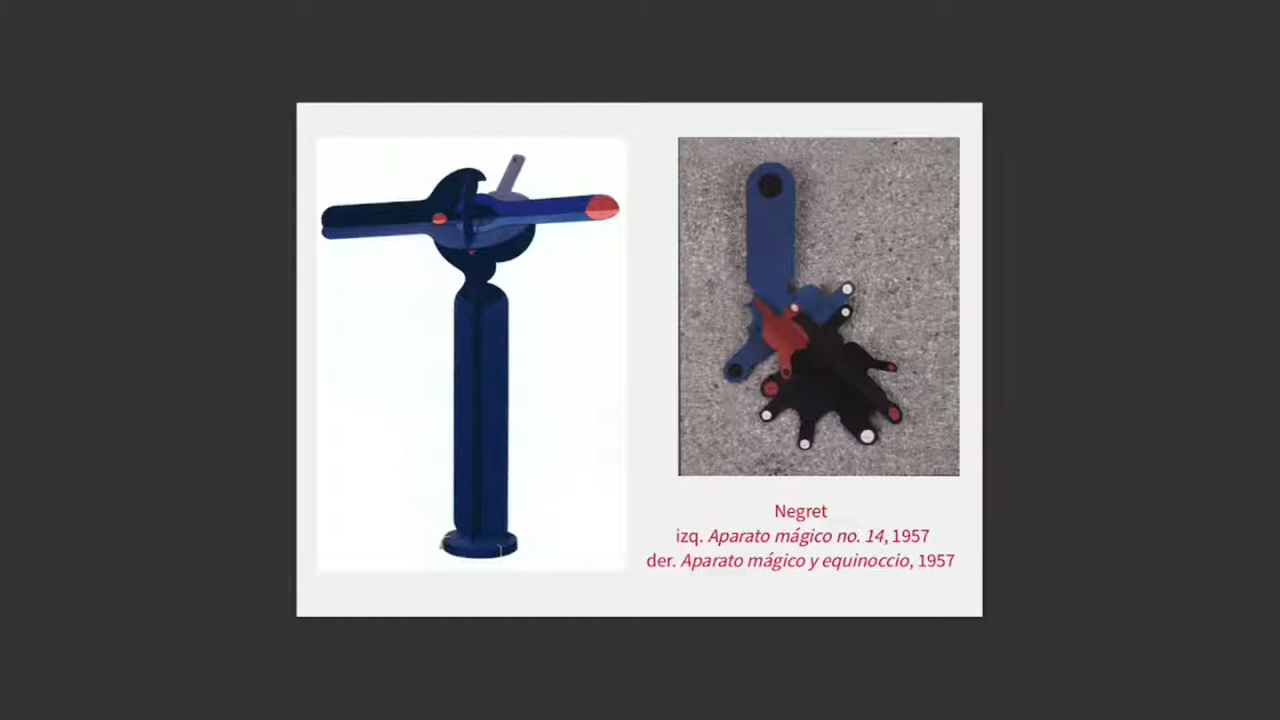 Negret
izq. Aparato mágico no. 14, 1957
der. Aparato mágico y equinoccio, 1957